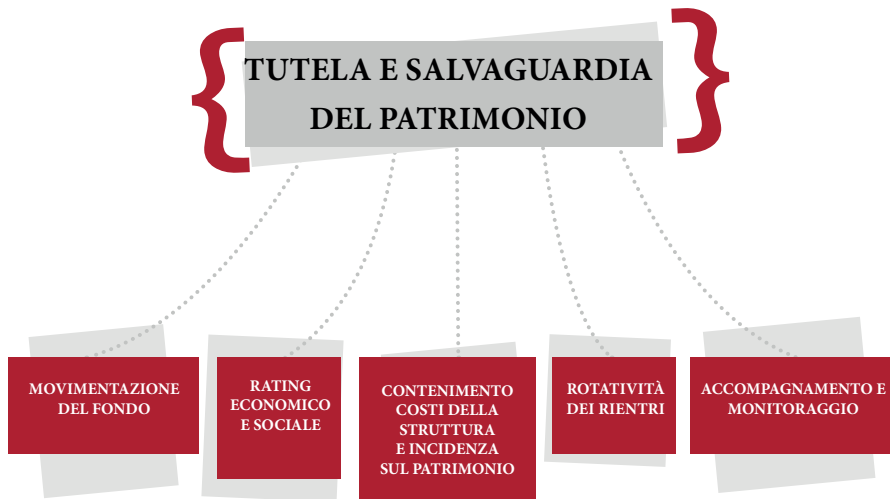 TUTELA E SALVAGUARDIA
DEL PATRIMONIO
MOVIMENTAZIONE
DEL FONDO
RATING
ECONOMICO
E SOCIALE
CONTENIMENTO
COSTI DELLA
STRUTTURA
E INCIDENZA
SUL PATRIMONIO
ROTATIVITÀ
DEI RIENTRI
ACCOMPAGNAMENTO E
MONITORAGGIO